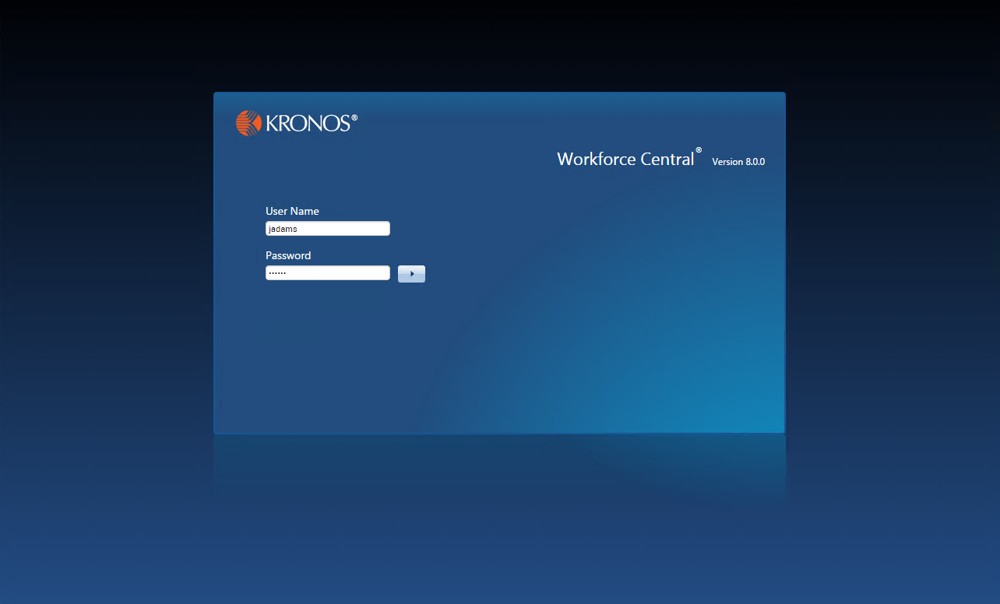 KRONOS®
Workforce Central® Version 8.0.0
User Name
jadams
Password
••••••